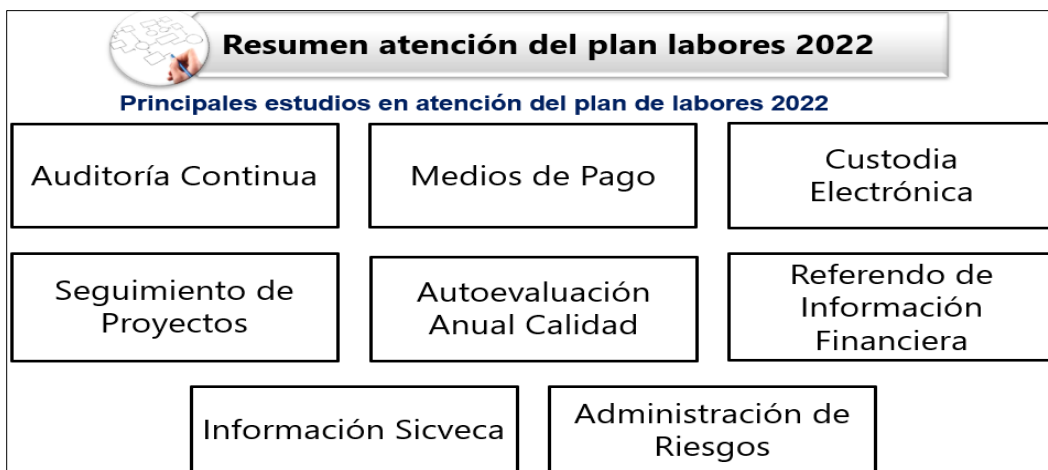 Resumen atención del plan labores 2022
Principales estudios en atención del plan de labores 2022
Auditoría Continua
Medios de Pago
Custodia
Electrónica
Seguimiento de
Proyectos
Autoevaluación
Anual Calidad
Referendo de
Información
Financiera
Información Sicveca
Administración de
Riesgos